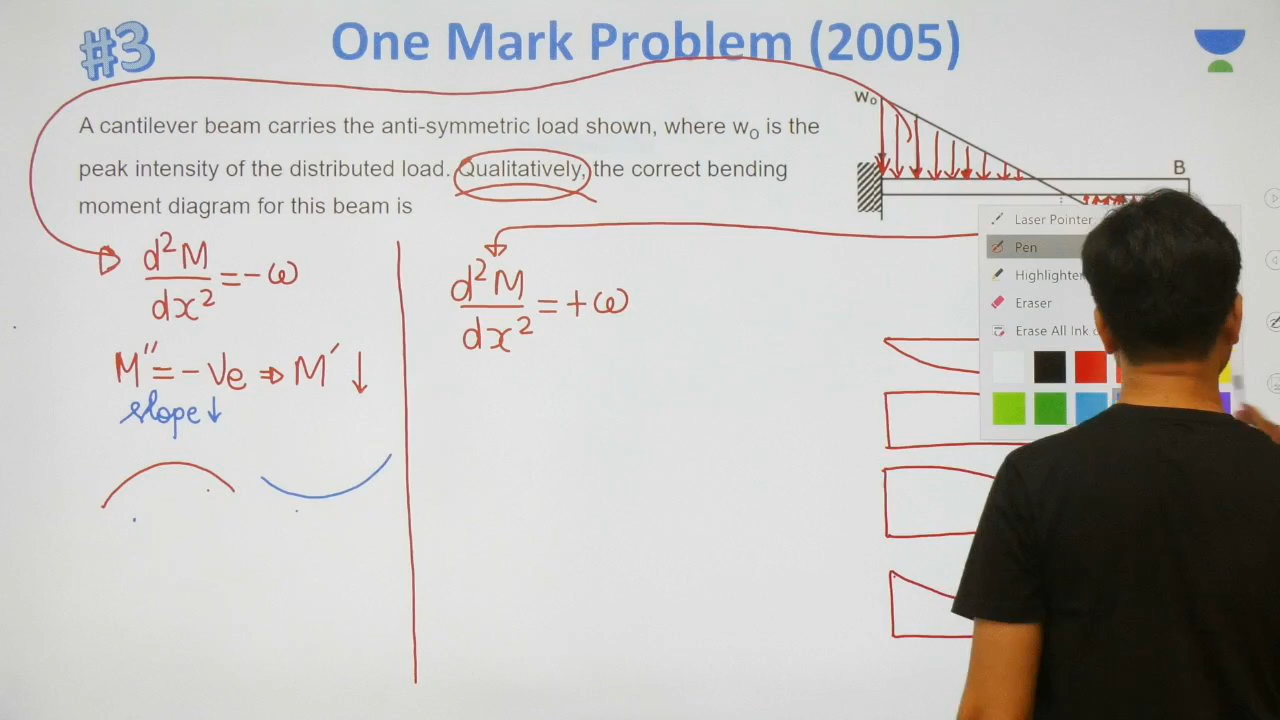 #3
One Mark Problem (2005)
A cantilever beam carries the anti-symmetric load shown, where w₀ is the
peak intensity of the distributed load. Qualitatively, the correct bending
moment diagram for this beam is
w₀
B
d²M/dx² = -ω
M″ = -Ve ⇒ M′ ↓
slope ↓
d²M/dx² = +ω
Laser Pointer
Pen
Highlighter
Eraser
Erase All Ink o